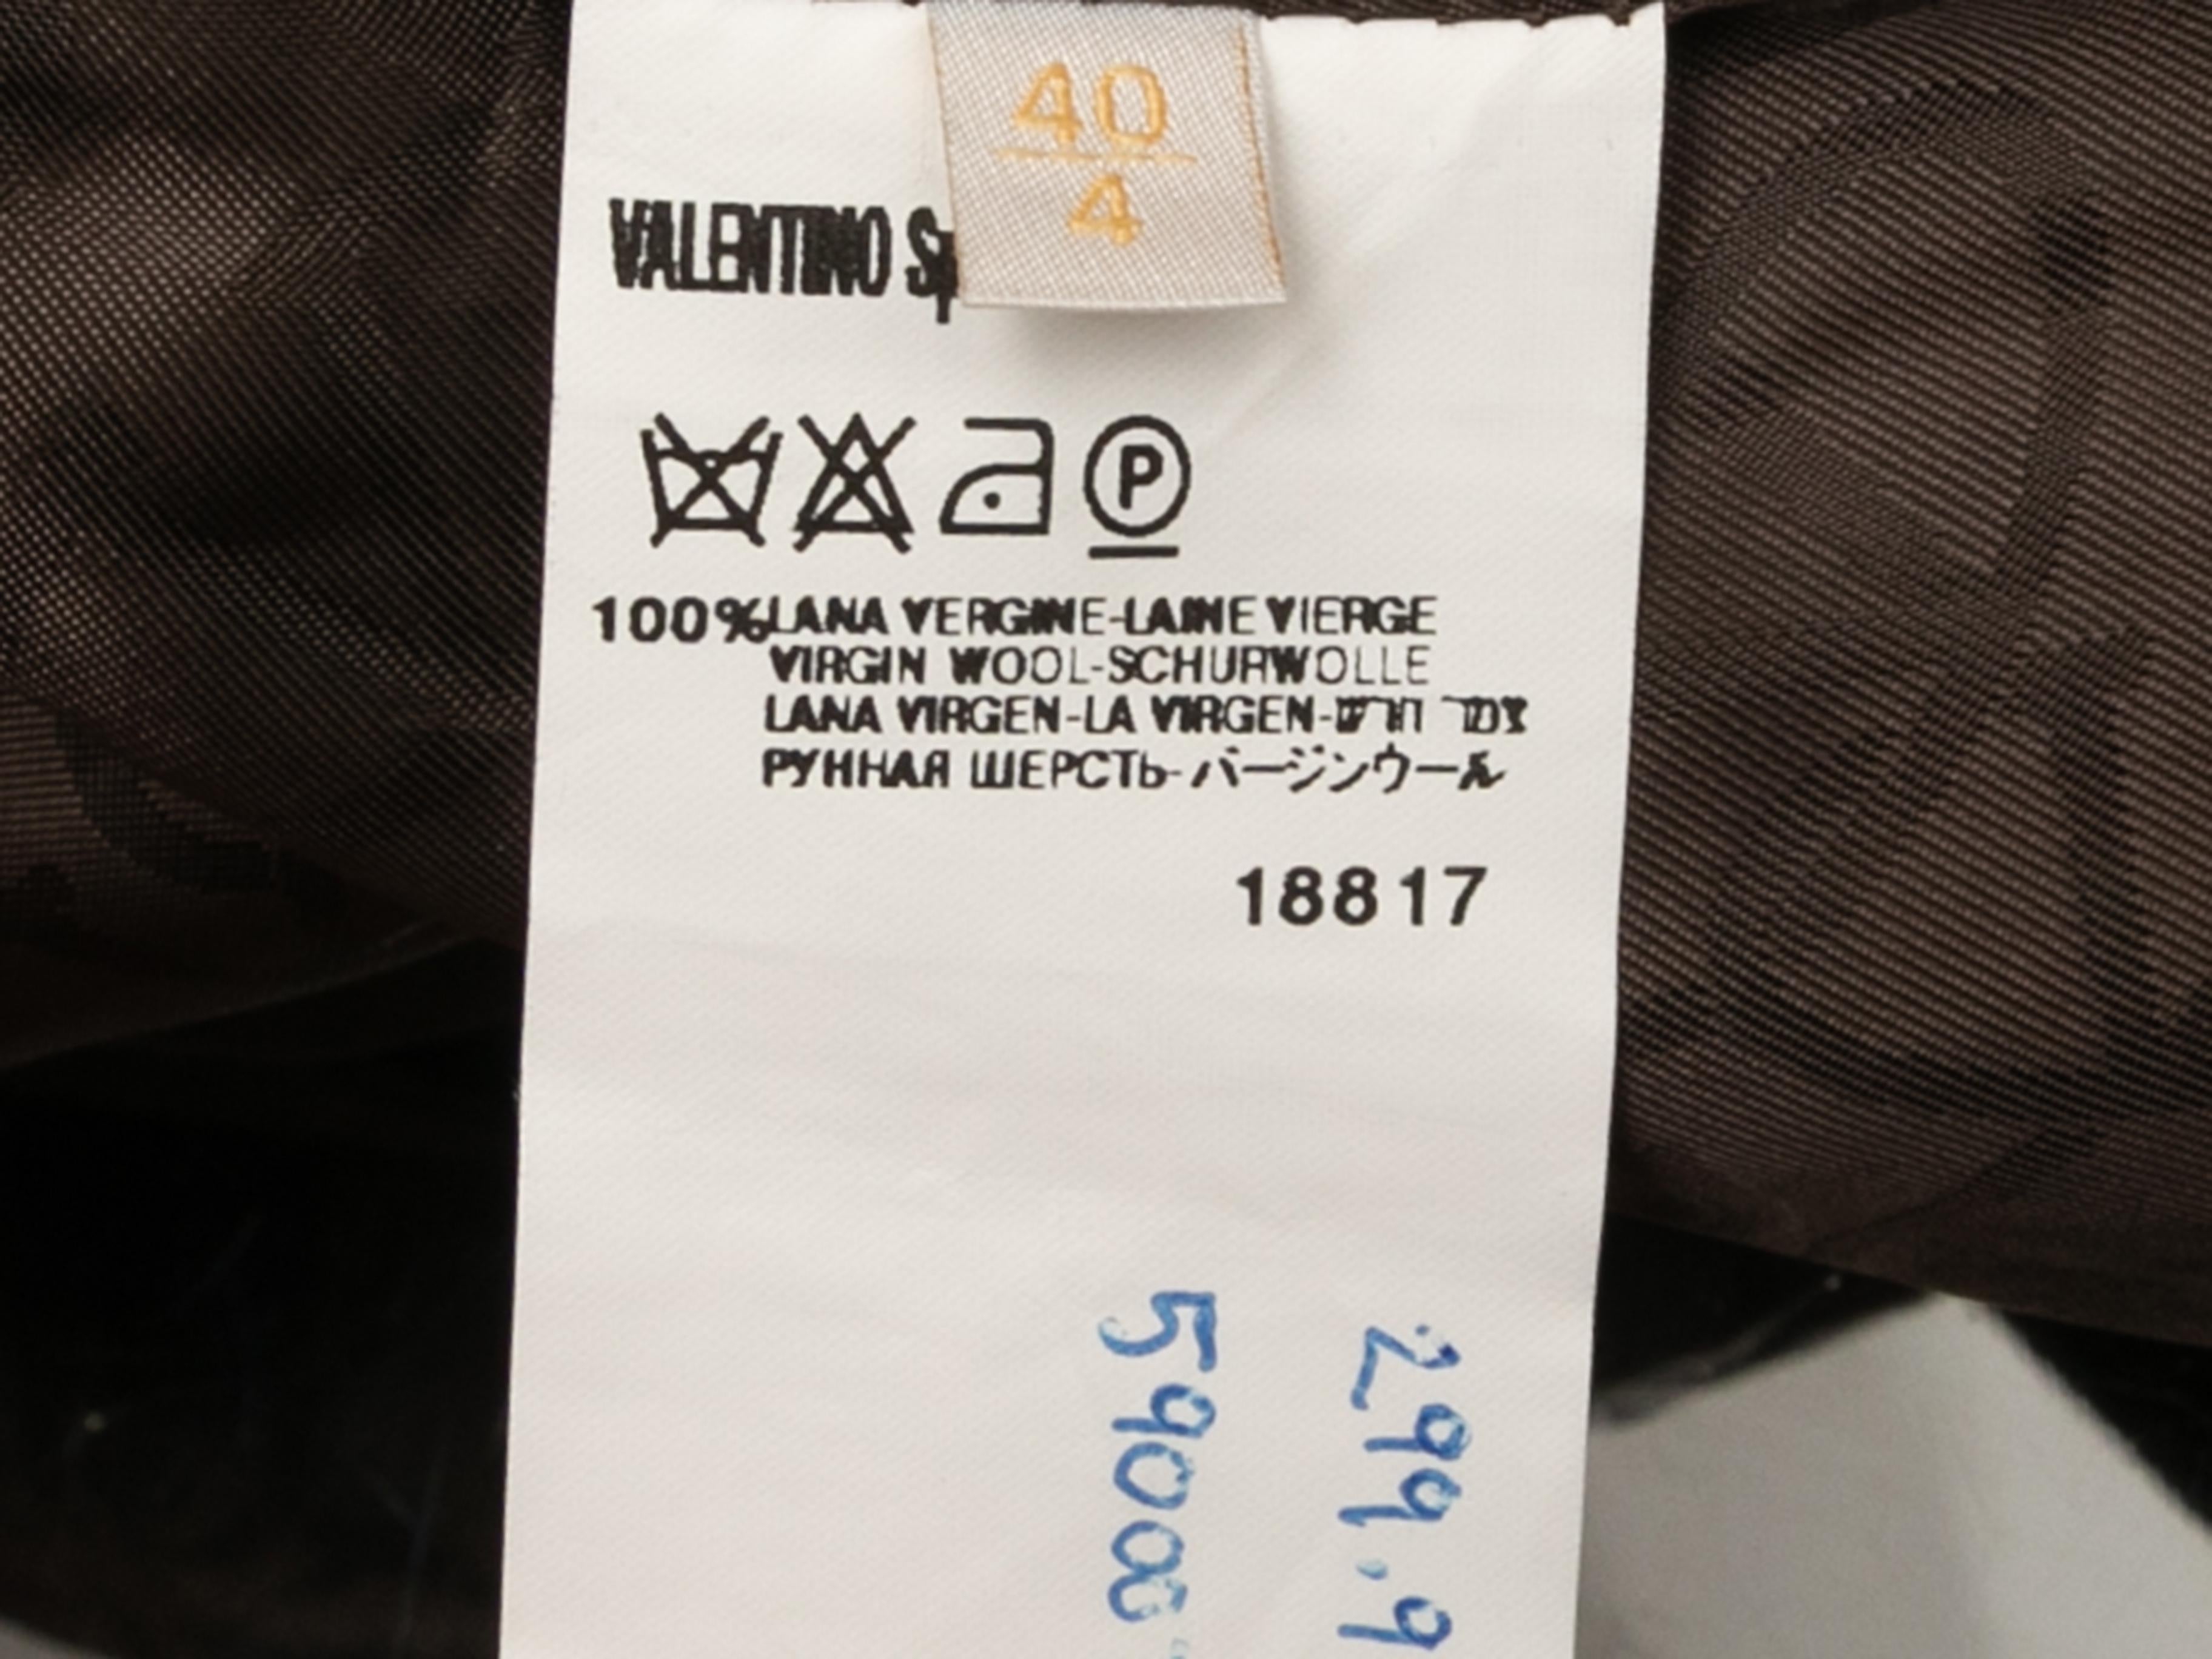 40
4
VALENTINO Sp
P
100% LANA VERGINE-LAINE VIERGE
VIRGIN WOOL-SCHURWOLLE
LANA VIRGEN-LA VIRGEN-
РУННАЯ ШЕРСТЬ-バージンウール
18817
299.9
5900